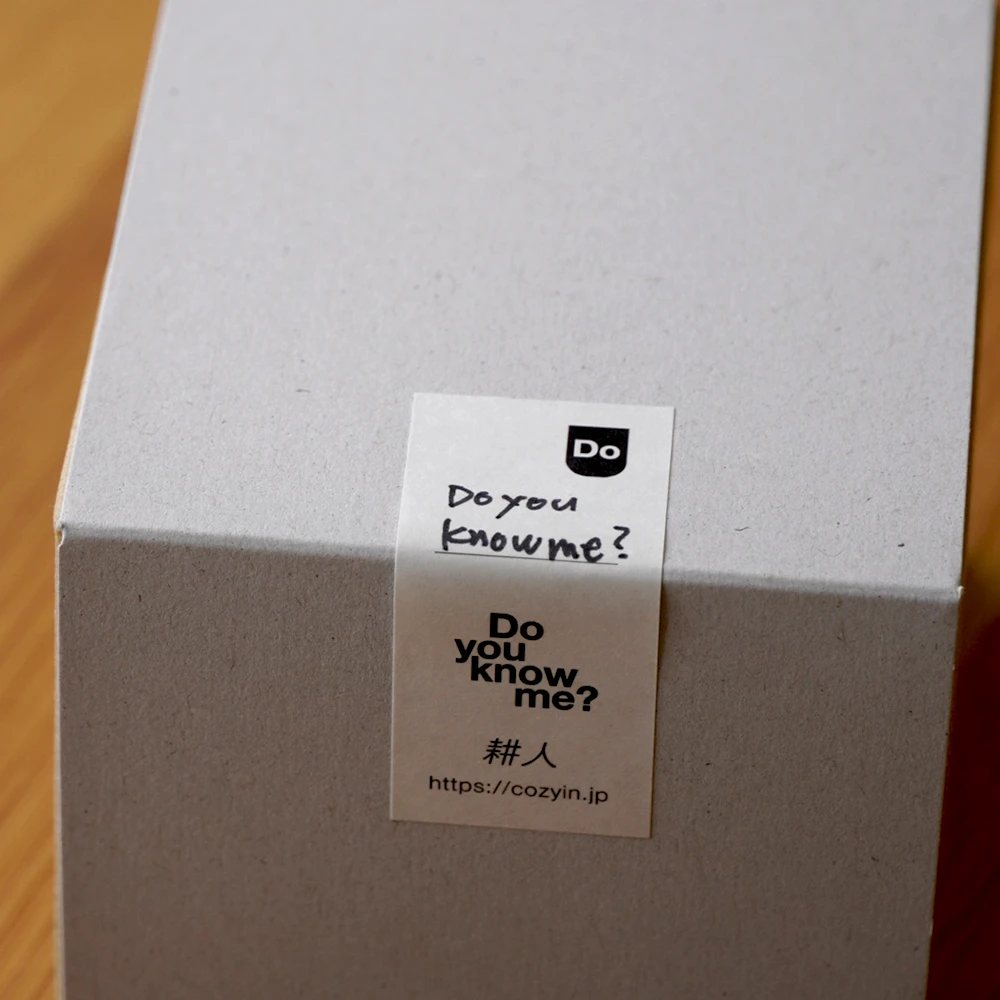 Do
Do you
know me?
Do
you
know
me?
耕人
https://cozyin.jp